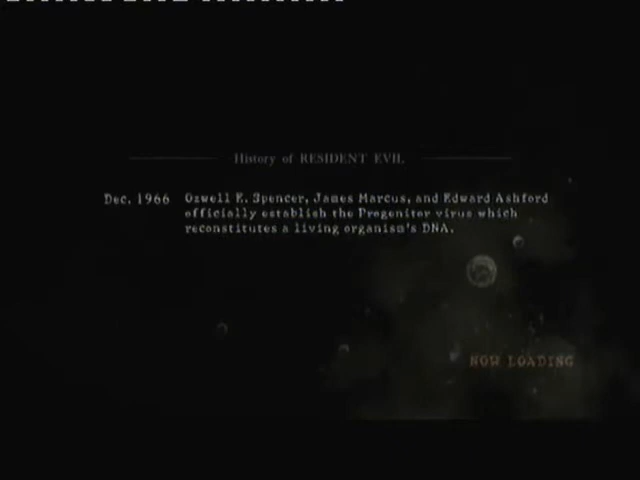 History of RESIDENT EVIL
Dec. 1966 Ozwell E. Spencer, James Marcus, and Edward Ashford
officially establish the Progenitor virus which
reconstitutes a living organism's DNA.
NOW LOADING